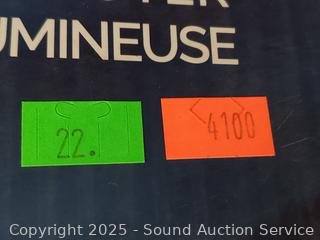 UMINEUSE
22.
4100
Copyright © 2025 - Sound Auction Service